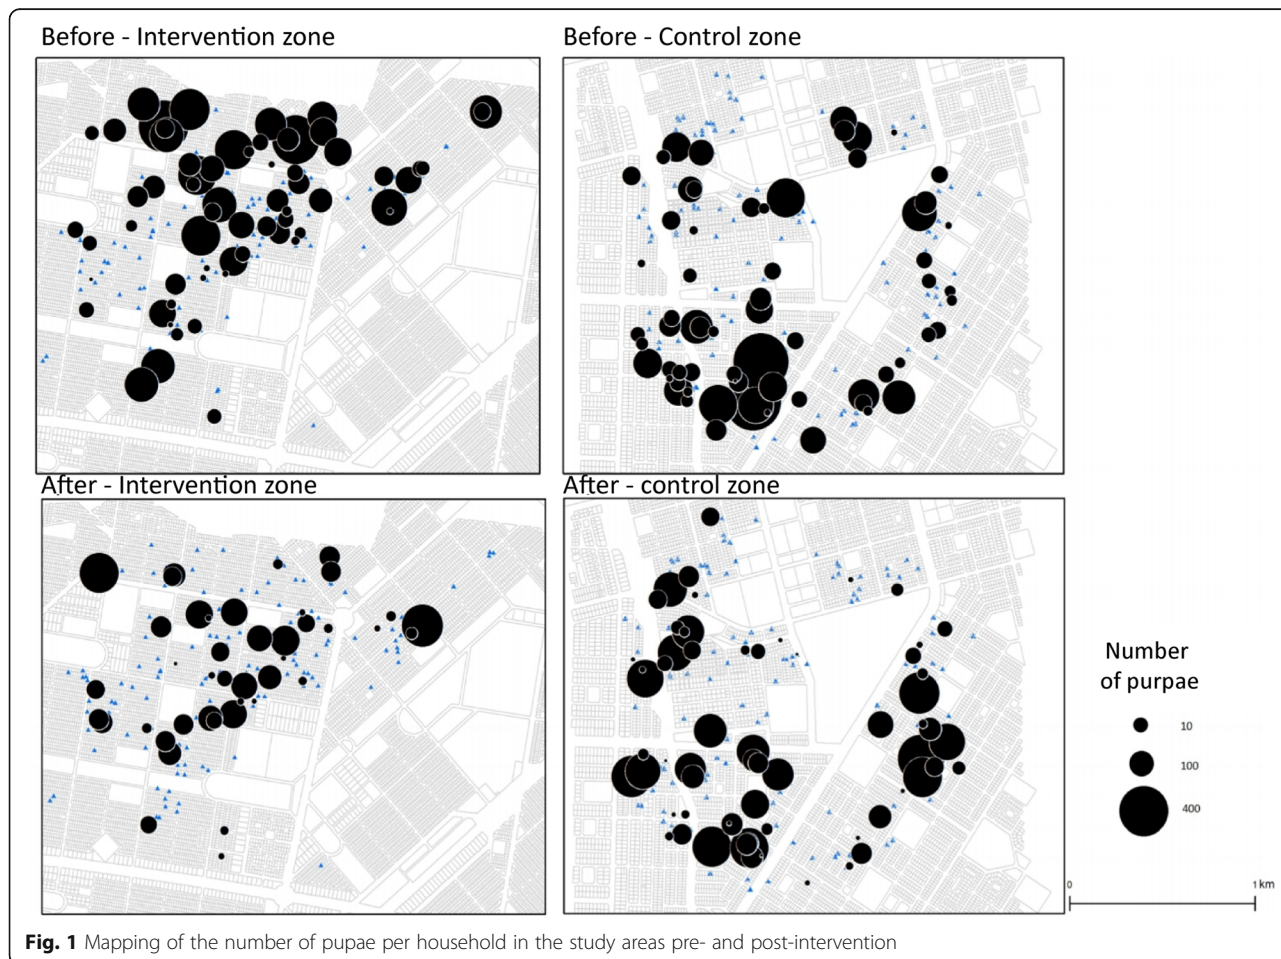 Before - Intervention zone
Before - Control zone
After - Intervention zone
After - control zone
Number
of purpae
10
100
400
0
1 km
Fig. 1 Mapping of the number of pupae per household in the study areas pre- and post-intervention